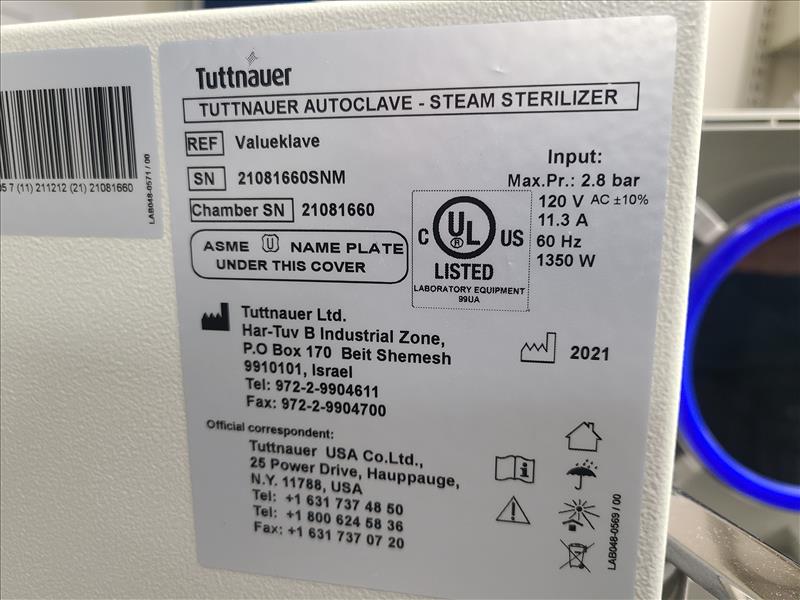 Tuttnauer
TUTTNAUER AUTOCLAVE - STEAM STERILIZER
REF Valueklave
SN 21081660SNM
Chamber SN 21081660
ASME U NAME PLATE
UNDER THIS COVER
Input:
Max.Pr.: 2.8 bar
120 V AC ±10%
11.3 A
60 Hz
1350 W
C UL ® US
LISTED
LABORATORY EQUIPMENT
99UA
Tuttnauer Ltd.
Har-Tuv B Industrial Zone,
P.O Box 170 Beit Shemesh
9910101, Israel
Tel: 972-2-9904611
Fax: 972-2-9904700
2021
Official correspondent:
Tuttnauer USA Co.Ltd.,
25 Power Drive, Hauppauge,
N.Y. 11788, USA
Tel: +1 631 737 48 50
Tel: +1 800 624 58 36
Fax: +1 631 737 07 20
LAB048-0569 / 00
7 (11) 211212 (21) 21081660
LAB048-0571 / 00